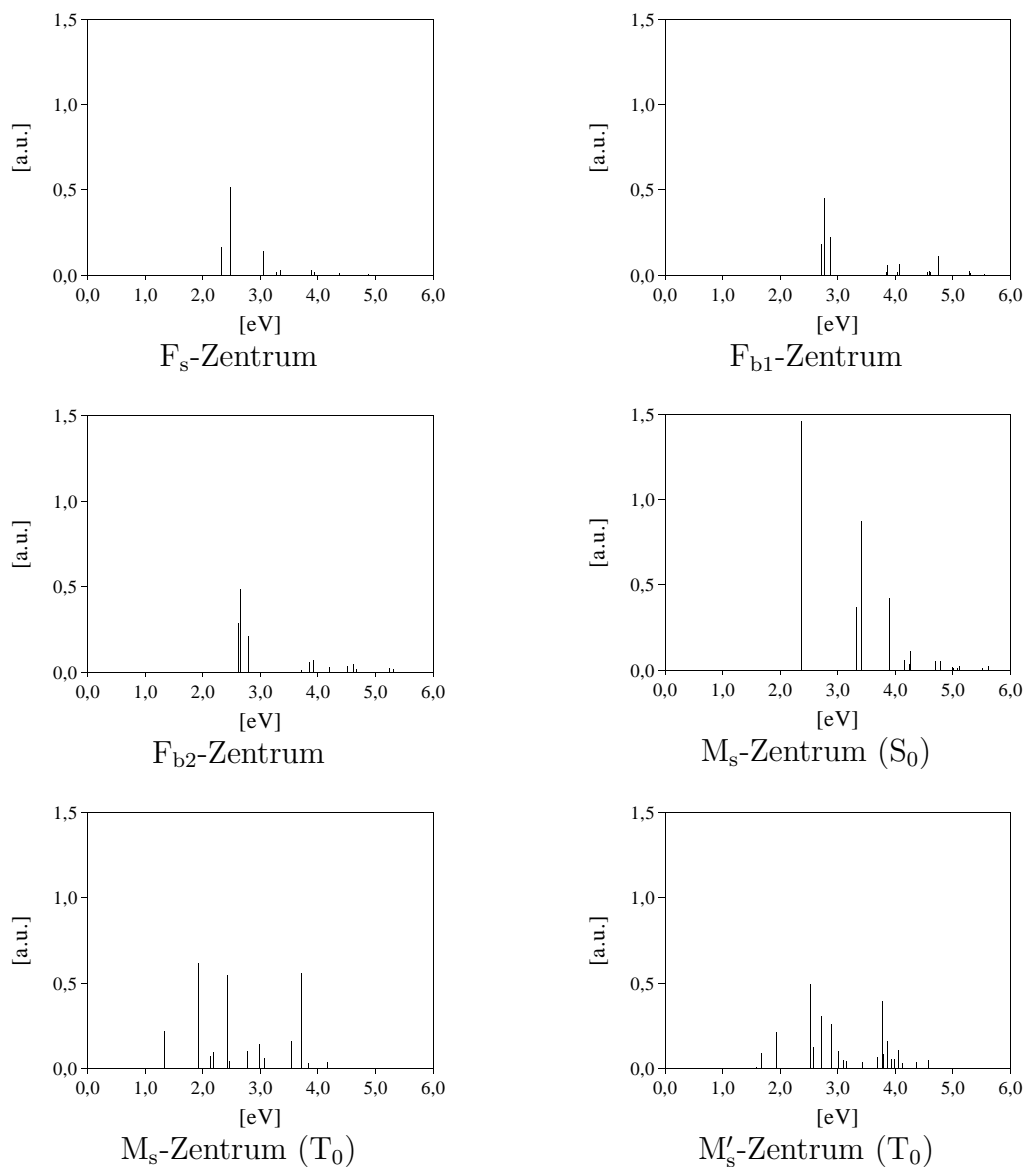 1,5
1,0
[a.u.]
0,5
0,0
0,0 1,0 2,0 3,0 4,0 5,0 6,0
[eV]
F_s-Zentrum
1,5
1,0
[a.u.]
0,5
0,0
0,0 1,0 2,0 3,0 4,0 5,0 6,0
[eV]
F_b1-Zentrum
1,5
1,0
[a.u.]
0,5
0,0
0,0 1,0 2,0 3,0 4,0 5,0 6,0
[eV]
F_b2-Zentrum
1,5
1,0
[a.u.]
0,5
0,0
0,0 1,0 2,0 3,0 4,0 5,0 6,0
[eV]
M_s-Zentrum (S_0)
1,5
1,0
[a.u.]
0,5
0,0
0,0 1,0 2,0 3,0 4,0 5,0 6,0
[eV]
M_s-Zentrum (T_0)
1,5
1,0
[a.u.]
0,5
0,0
0,0 1,0 2,0 3,0 4,0 5,0 6,0
[eV]
M′_s-Zentrum (T_0)